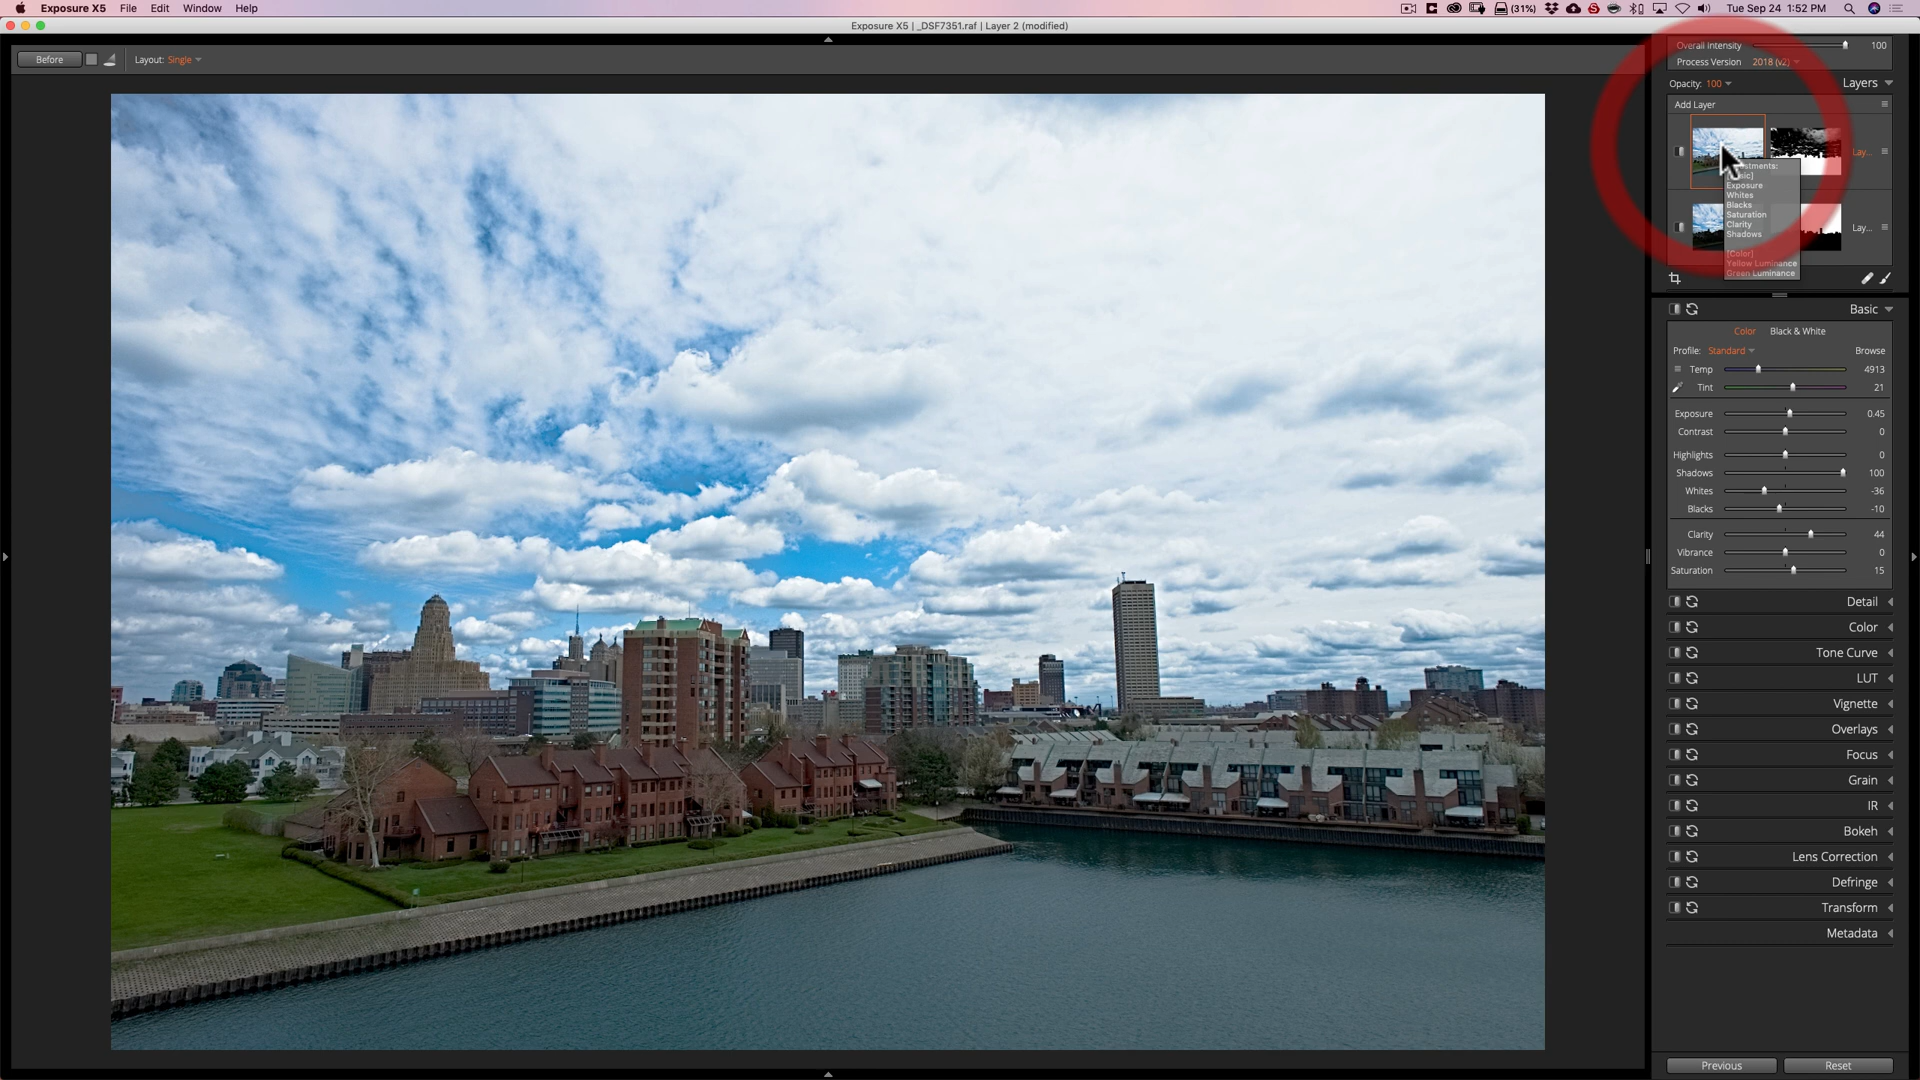 Exposure X5 File Edit Window Help
(31%) Tue Sep 24 1:52 PM
Exposure X5 | _DSF7351.raf | Layer 2 (modified)
Before Layout: Single
Overall Intensity 100
Process Version 2018 (v2)
Opacity: 100 Layers
Add Layer
Lay...
Exposure
Whites
Blacks
Saturation
Clarity
Shadows
Lay...
[Color]
Yellow Luminance
Green Luminance
Basic
Color Black & White
Profile: Standard Browse
Temp 4913
Tint 21
Exposure 0.45
Contrast 0
Highlights 0
Shadows 100
Whites -36
Blacks -10
Clarity 44
Vibrance 0
Saturation 15
Detail
Color
Tone Curve
LUT
Vignette
Overlays
Focus
Grain
IR
Bokeh
Lens Correction
Defringe
Transform
Metadata
Previous Reset